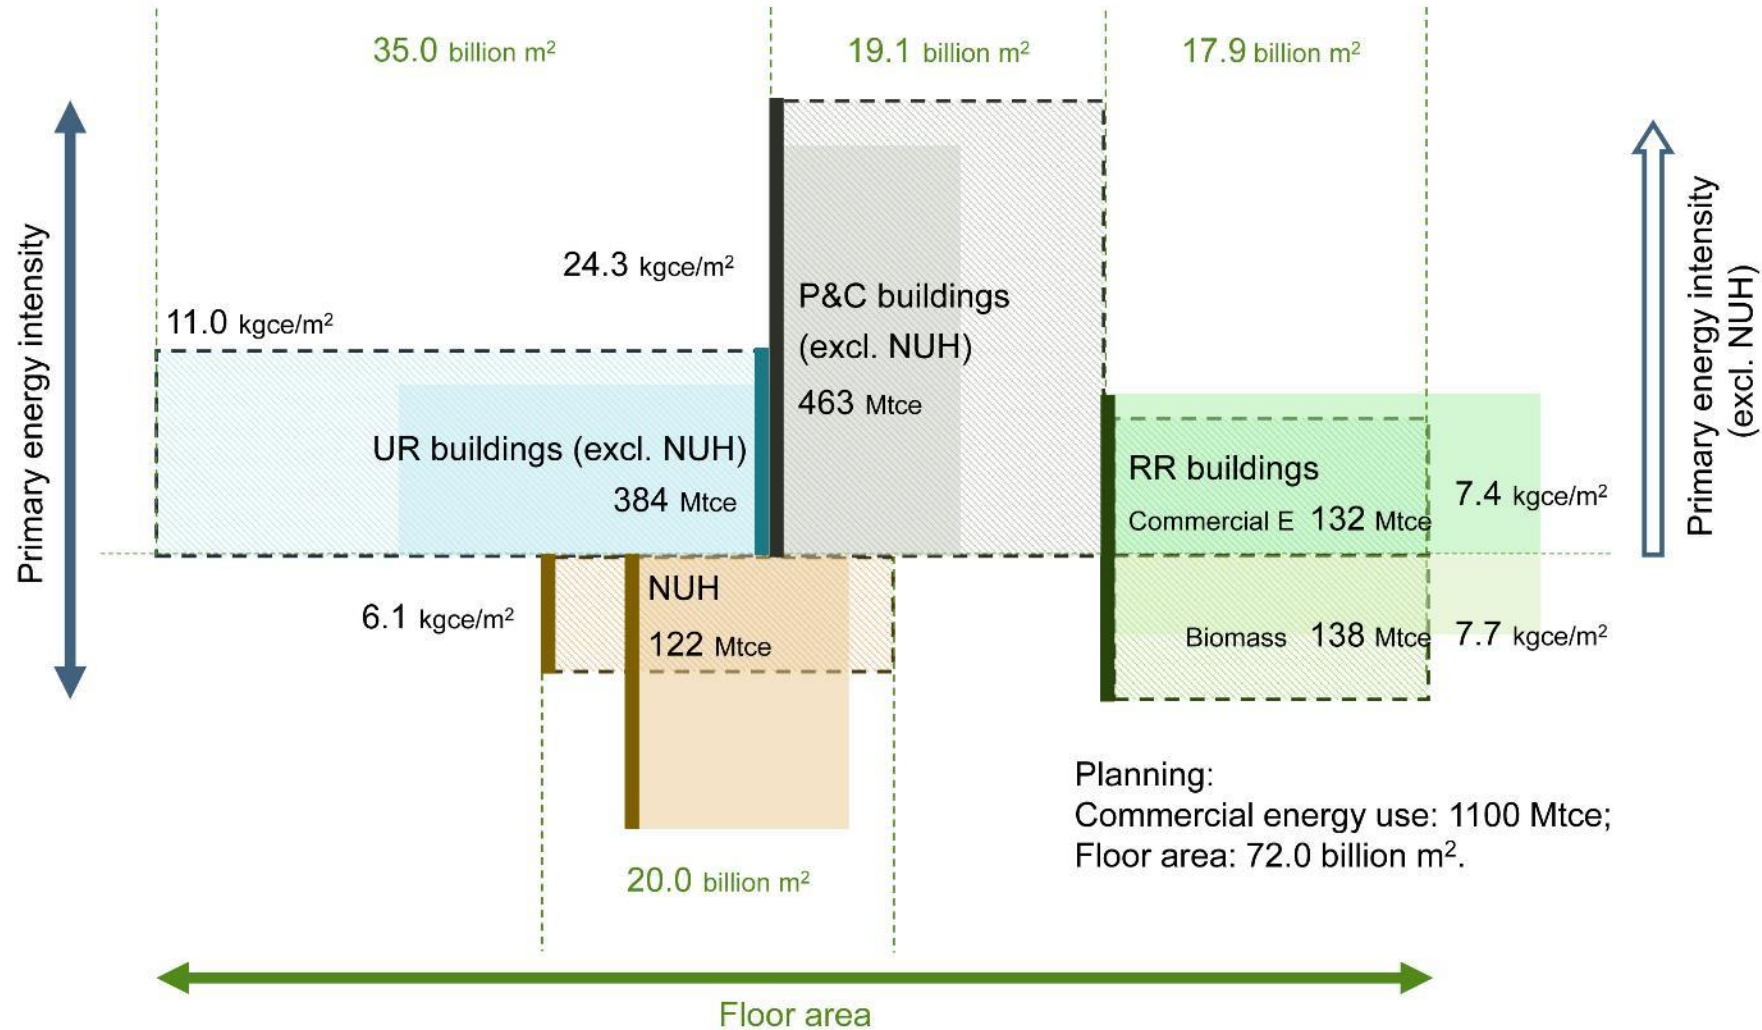 35.0 billion m²
19.1 billion m²
17.9 billion m²
Primary energy intensity
Primary energy intensity
(excl. NUH)
24.3 kgce/m²
11.0 kgce/m²
P&C buildings
(excl. NUH)
463 Mtce
UR buildings (excl. NUH)
384 Mtce
RR buildings
Commercial E 132 Mtce
7.4 kgce/m²
NUH
122 Mtce
6.1 kgce/m²
Biomass 138 Mtce
7.7 kgce/m²
Planning:
Commercial energy use: 1100 Mtce;
Floor area: 72.0 billion m².
20.0 billion m²
Floor area